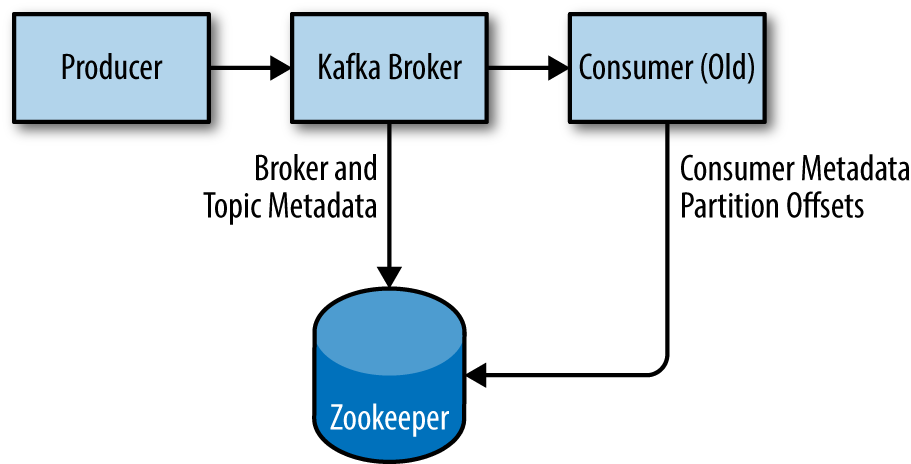 Producer
Kafka Broker
Consumer (Old)
Broker and
Topic Metadata
Consumer Metadata
Partition Offsets
Zookeeper